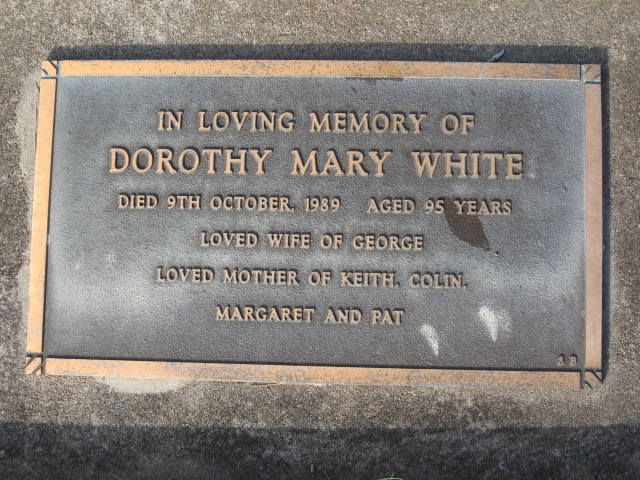 IN LOVING MEMORY OF
DOROTHY MARY WHITE
DIED 9TH OCTOBER, 1989 AGED 95 YEARS
LOVED WIFE OF GEORGE
LOVED MOTHER OF KEITH, COLIN,
MARGARET AND PAT